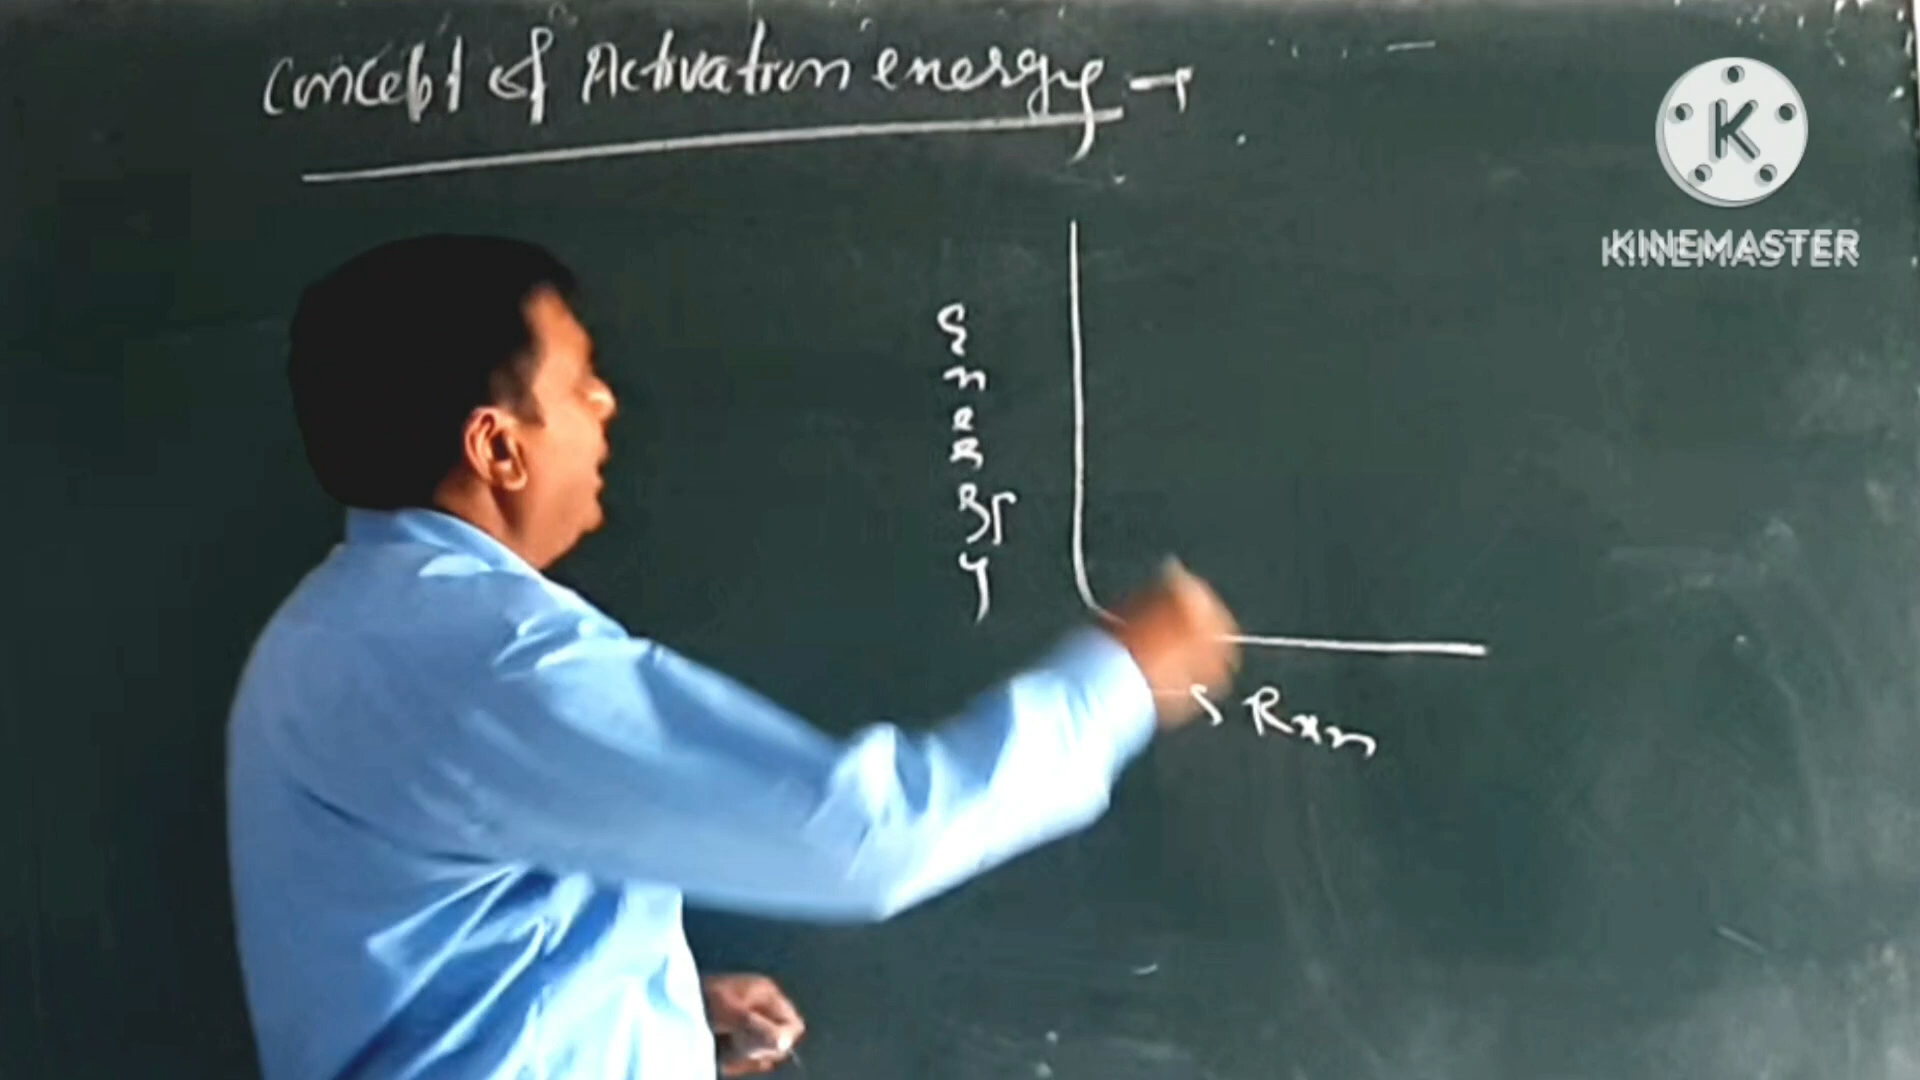 Concept of Activation energy →
K
KINEMASTER
Energy
Rxn